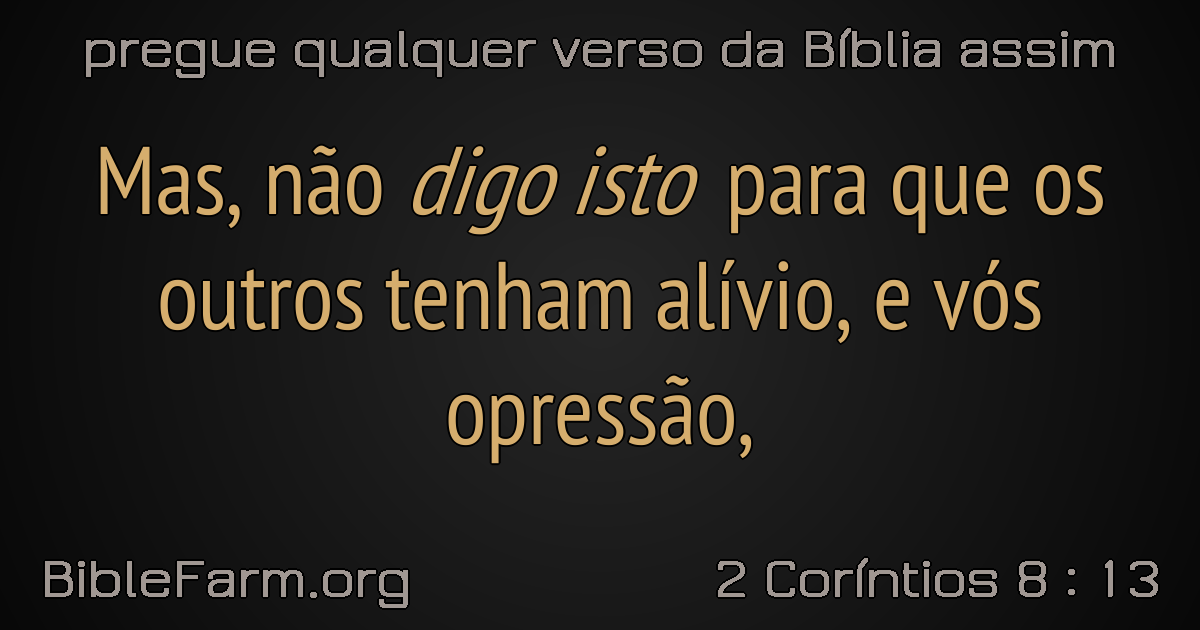 pregue qualquer verso da Bíblia assim
Mas, não digo isto para que os
outros tenham alívio, e vós
opressão,
BibleFarm.org
2 Coríntios 8 : 13